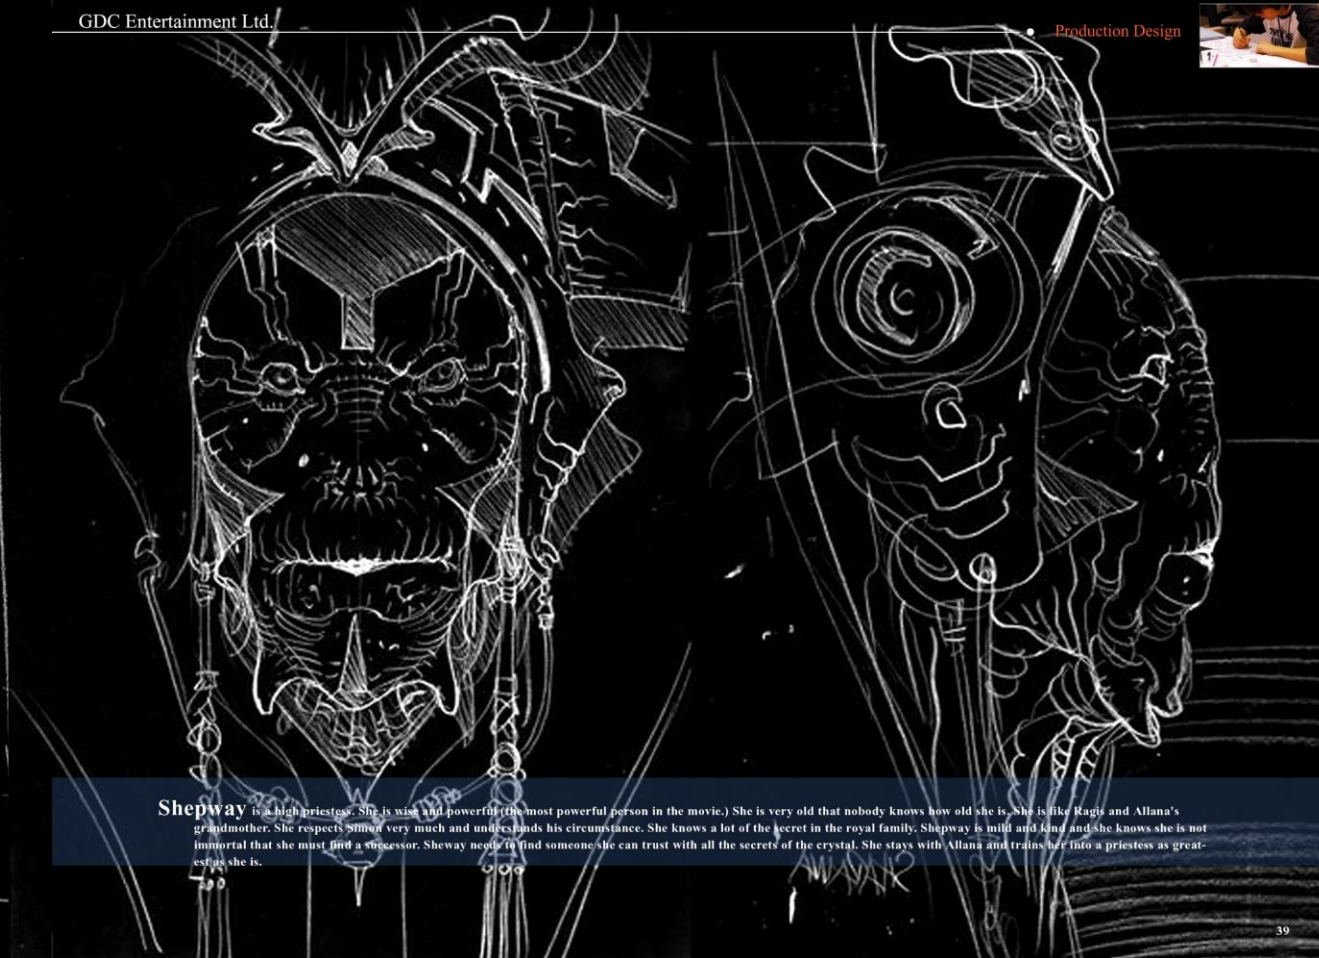 GDC Entertainment Ltd.
Production Design
Shepway is a high priestess. She is wise and powerful (the most powerful person in the movie.) She is very old that nobody knows how old she is. She is like Ragis and Allana's
grandmother. She respects Simon very much and understands his circumstance. She knows a lot of the secret in the royal family. Shepway is mild and kind and she knows she is not
immortal that she must find a successor. Sheway needs to find someone she can trust with all the secrets of the crystal. She stays with Allana and trains her into a priestess as great-
est as she is.
39